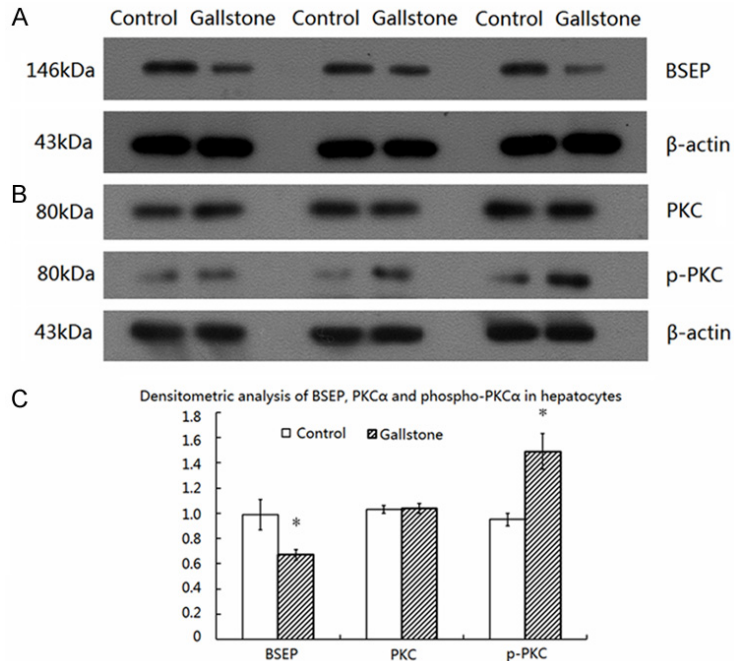 A
Control Gallstone Control Gallstone Control Gallstone
146kDa BSEP
43kDa β-actin
B
80kDa PKC
80kDa p-PKC
43kDa β-actin
C
Densitometric analysis of BSEP, PKCα and phospho-PKCα in hepatocytes
1.8
1.6
1.4
1.2
1.0
0.8
0.6
0.4
0.2
0
Control Gallstone
*
*
BSEP PKC p-PKC